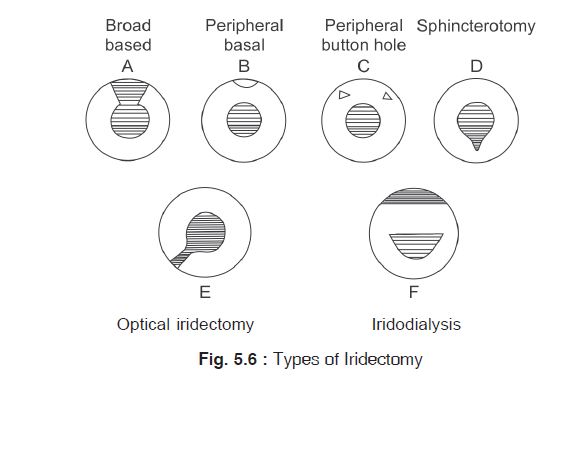 Broad based
Peripheral basal
Peripheral button hole
Sphincterotomy
A
B
C
D
E
F
Optical iridectomy
Iridodialysis
Fig. 5.6 : Types of Iridectomy